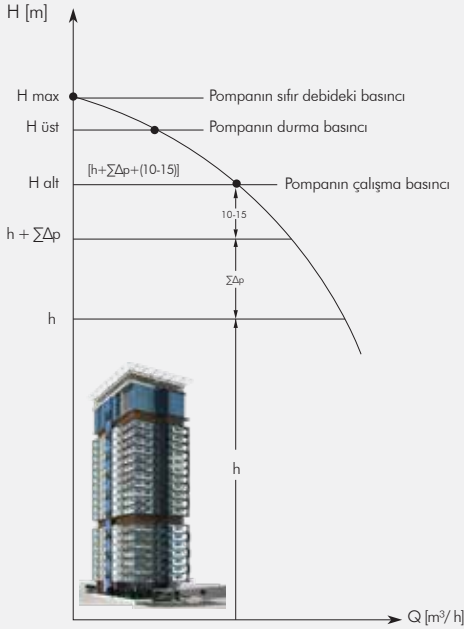 H [m]
H max
Pompanın sıfır debideki basıncı
H üst
Pompanın durma basıncı
H alt
[h+∑Δp+(10-15)]
Pompanın çalışma basıncı
10-15
h + ∑Δp
∑Δp
h
h
Q [m³/ h]